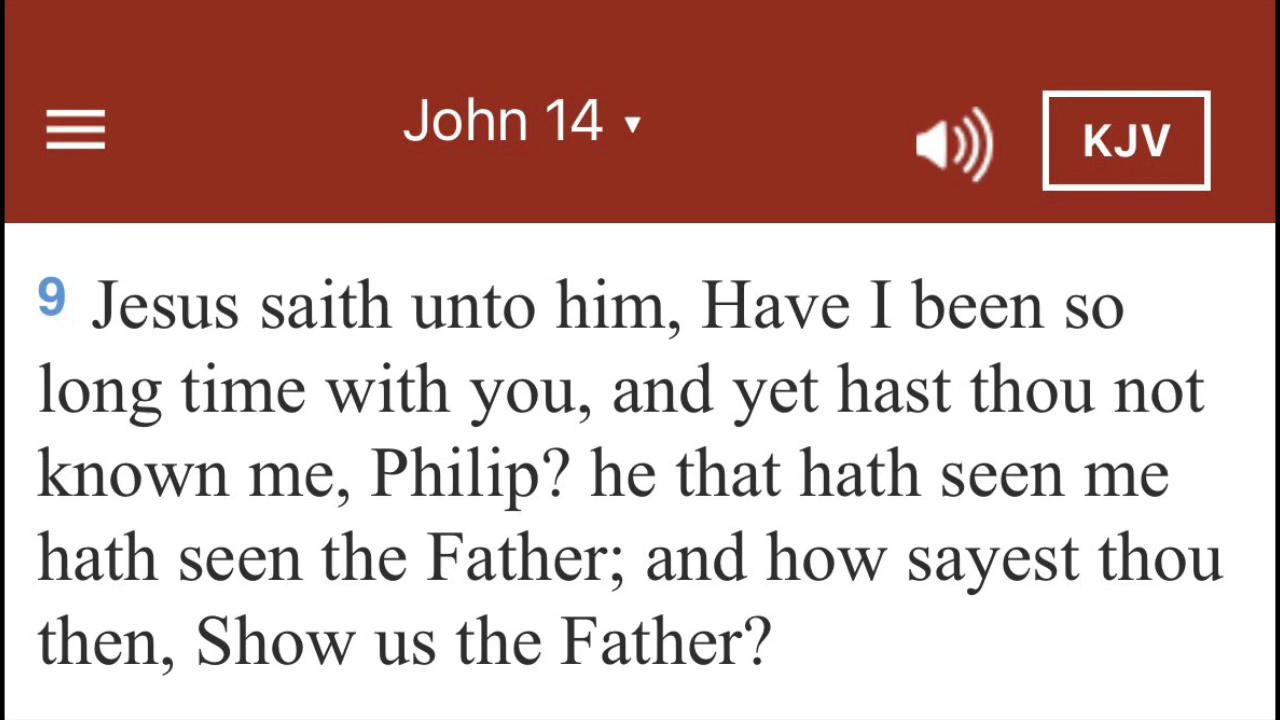 John 14 ▾
KJV
9 Jesus saith unto him, Have I been so
long time with you, and yet hast thou not
known me, Philip? he that hath seen me
hath seen the Father; and how sayest thou
then, Show us the Father?